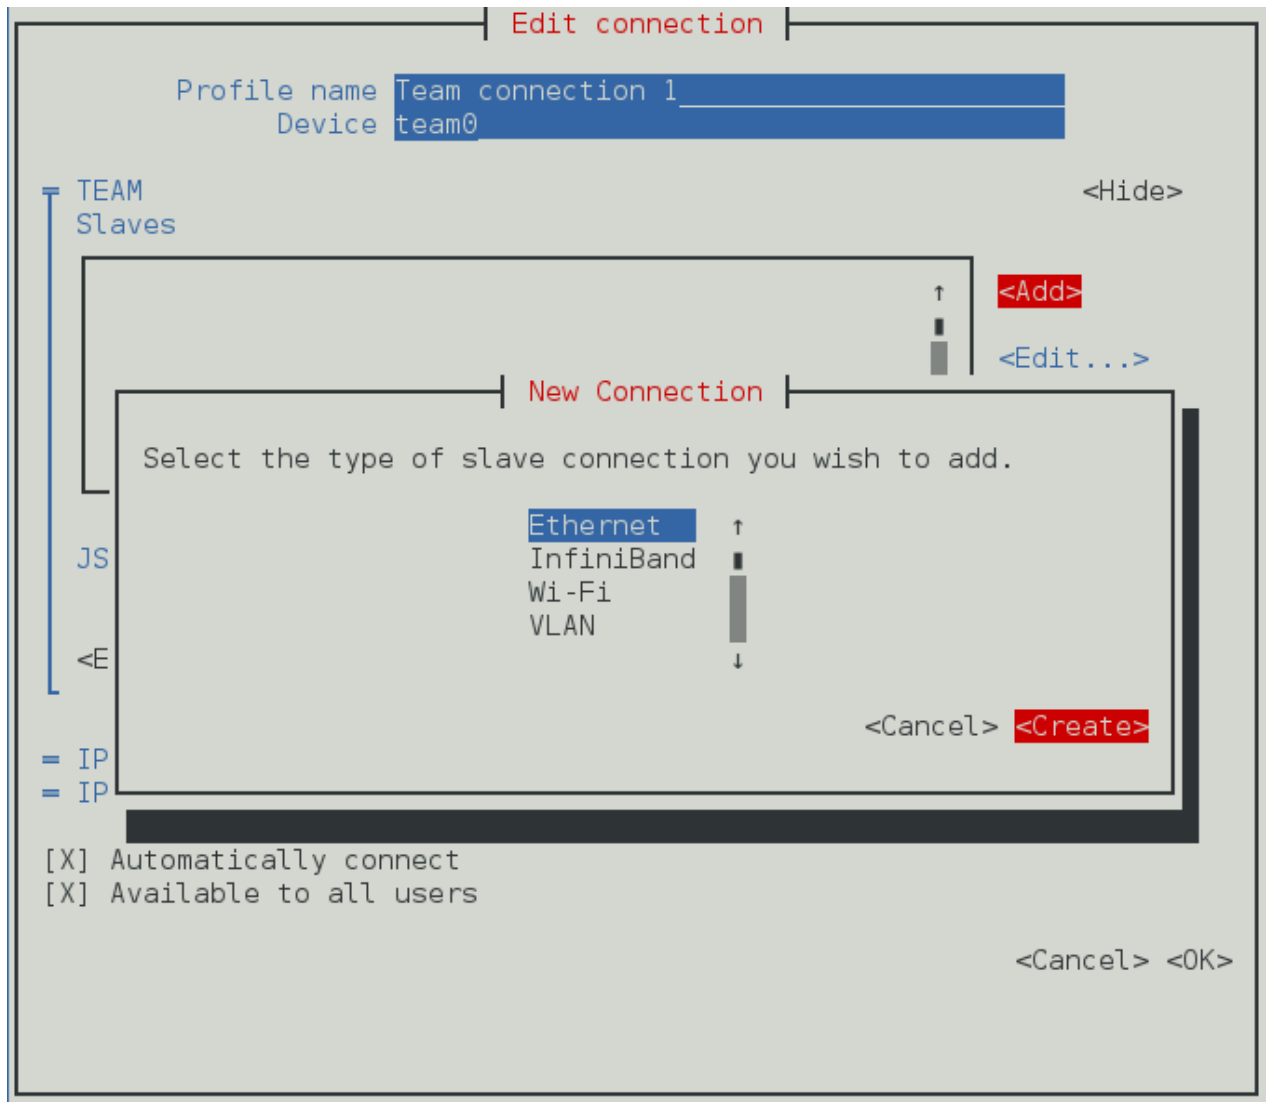 Edit connection
Profile name Team connection 1
Device team0
TEAM <Hide>
Slaves
<Add>
<Edit...>
New Connection
Select the type of slave connection you wish to add.
Ethernet
InfiniBand
Wi-Fi
VLAN
JS
<E
<Cancel> <Create>
IP
IP
[X] Automatically connect
[X] Available to all users
<Cancel> <OK>